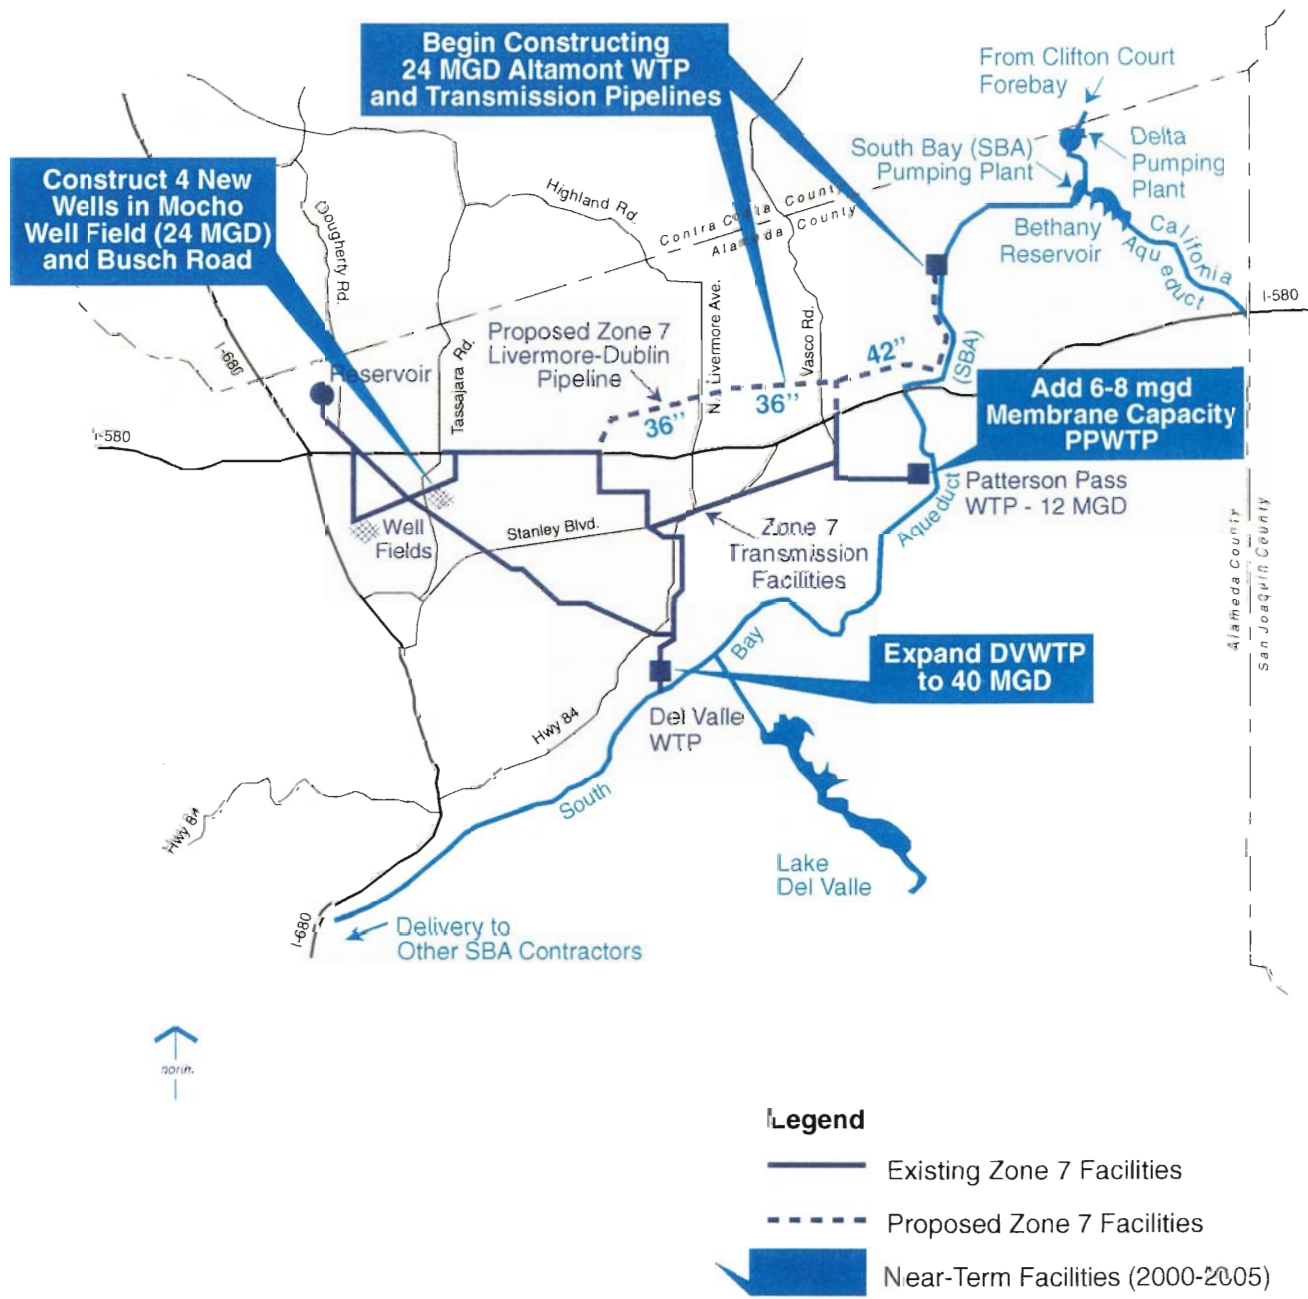 Begin Constructing
24 MGD Altamont WTP
and Transmission Pipelines
From Clifton Court
Forebay
South Bay (SBA)
Pumping Plant
Delta
Pumping
Plant
Bethany
Reservoir
Califonia
Aqueduct
Construct 4 New
Wells in Mocho
Well Field (24 MGD)
and Busch Road
Dougherty Rd.
Highland Rd.
Contra Costa County
Alameda County
I-580
I-680
Reservoir
Tassajara Rd.
Proposed Zone 7
Livermore-Dublin
Pipeline
N. Livermore Ave.
Vasco Rd.
42"
36"
36"
(SBA)
Add 6-8 mgd
Membrane Capacity
PPWTP
I-580
Patterson Pass
WTP - 12 MGD
Aqueduct
Well
Fields
Stanley Blvd.
Zone 7
Transmission
Facilities
Alameda County
San Joaquin County
Bay
Expand DVWTP
to 40 MGD
Del Valle
WTP
Hwy 84
South
Hwy 84
Lake
Del Valle
I-680
Delivery to
Other SBA Contractors
north
Legend
Existing Zone 7 Facilities
Proposed Zone 7 Facilities
Near-Term Facilities (2000-2005)